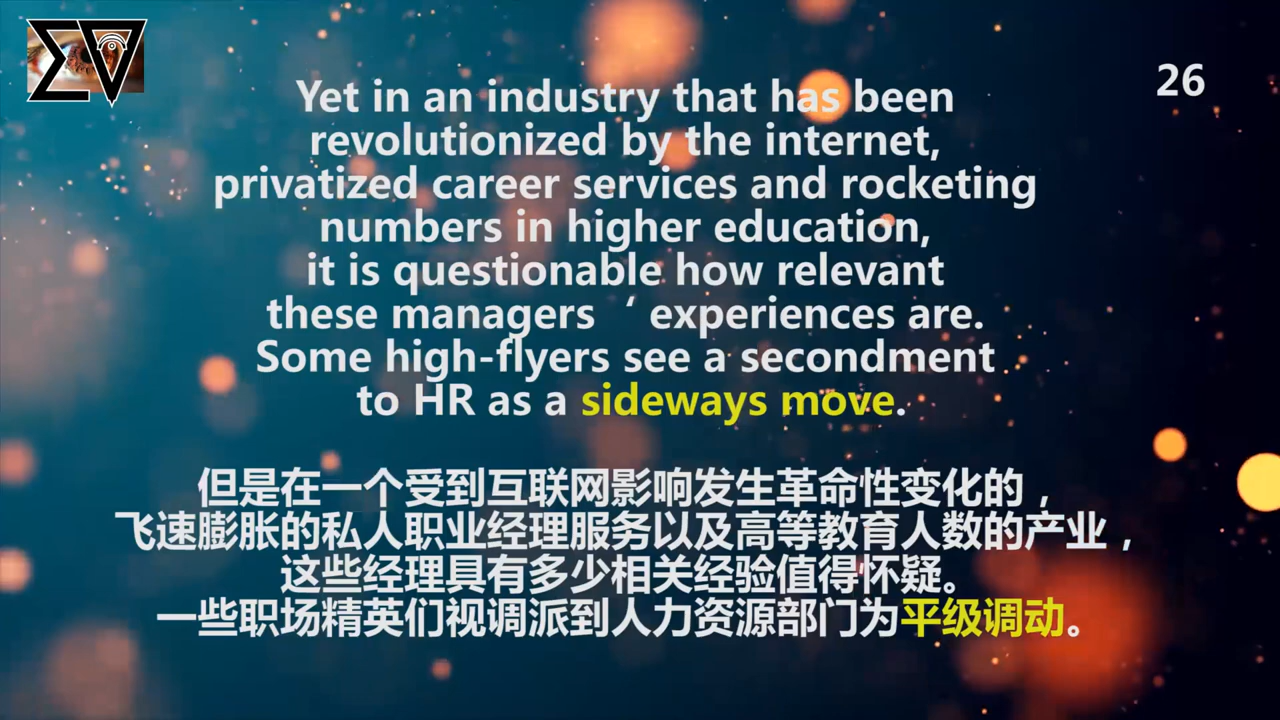 26
Yet in an industry that has been
revolutionized by the internet,
privatized career services and rocketing
numbers in higher education,
it is questionable how relevant
these managers ‘ experiences are.
Some high-flyers see a secondment
to HR as a sideways move.
但是在一个受到互联网影响发生革命性变化的，
飞速膨胀的私人职业经理服务以及高等教育人数的产业，
这些经理具有多少相关经验值得怀疑。
一些职场精英们视调派到人力资源部门为平级调动。